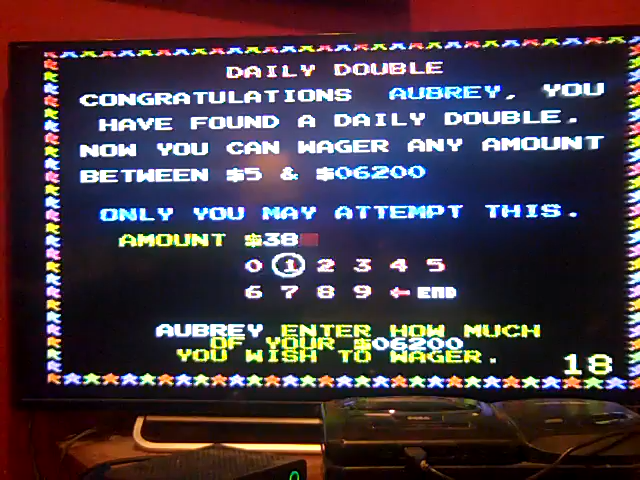 DAILY DOUBLE
CONGRATULATIONS AUBREY, YOU
HAVE FOUND A DAILY DOUBLE.
NOW YOU CAN WAGER ANY AMOUNT
BETWEEN $5 & $06200
ONLY YOU MAY ATTEMPT THIS.
AMOUNT $38
0 1 2 3 4 5
6 7 8 9 ← END
AUBREY ENTER HOW MUCH
OF YOUR $06200
YOU WISH TO WAGER.
18